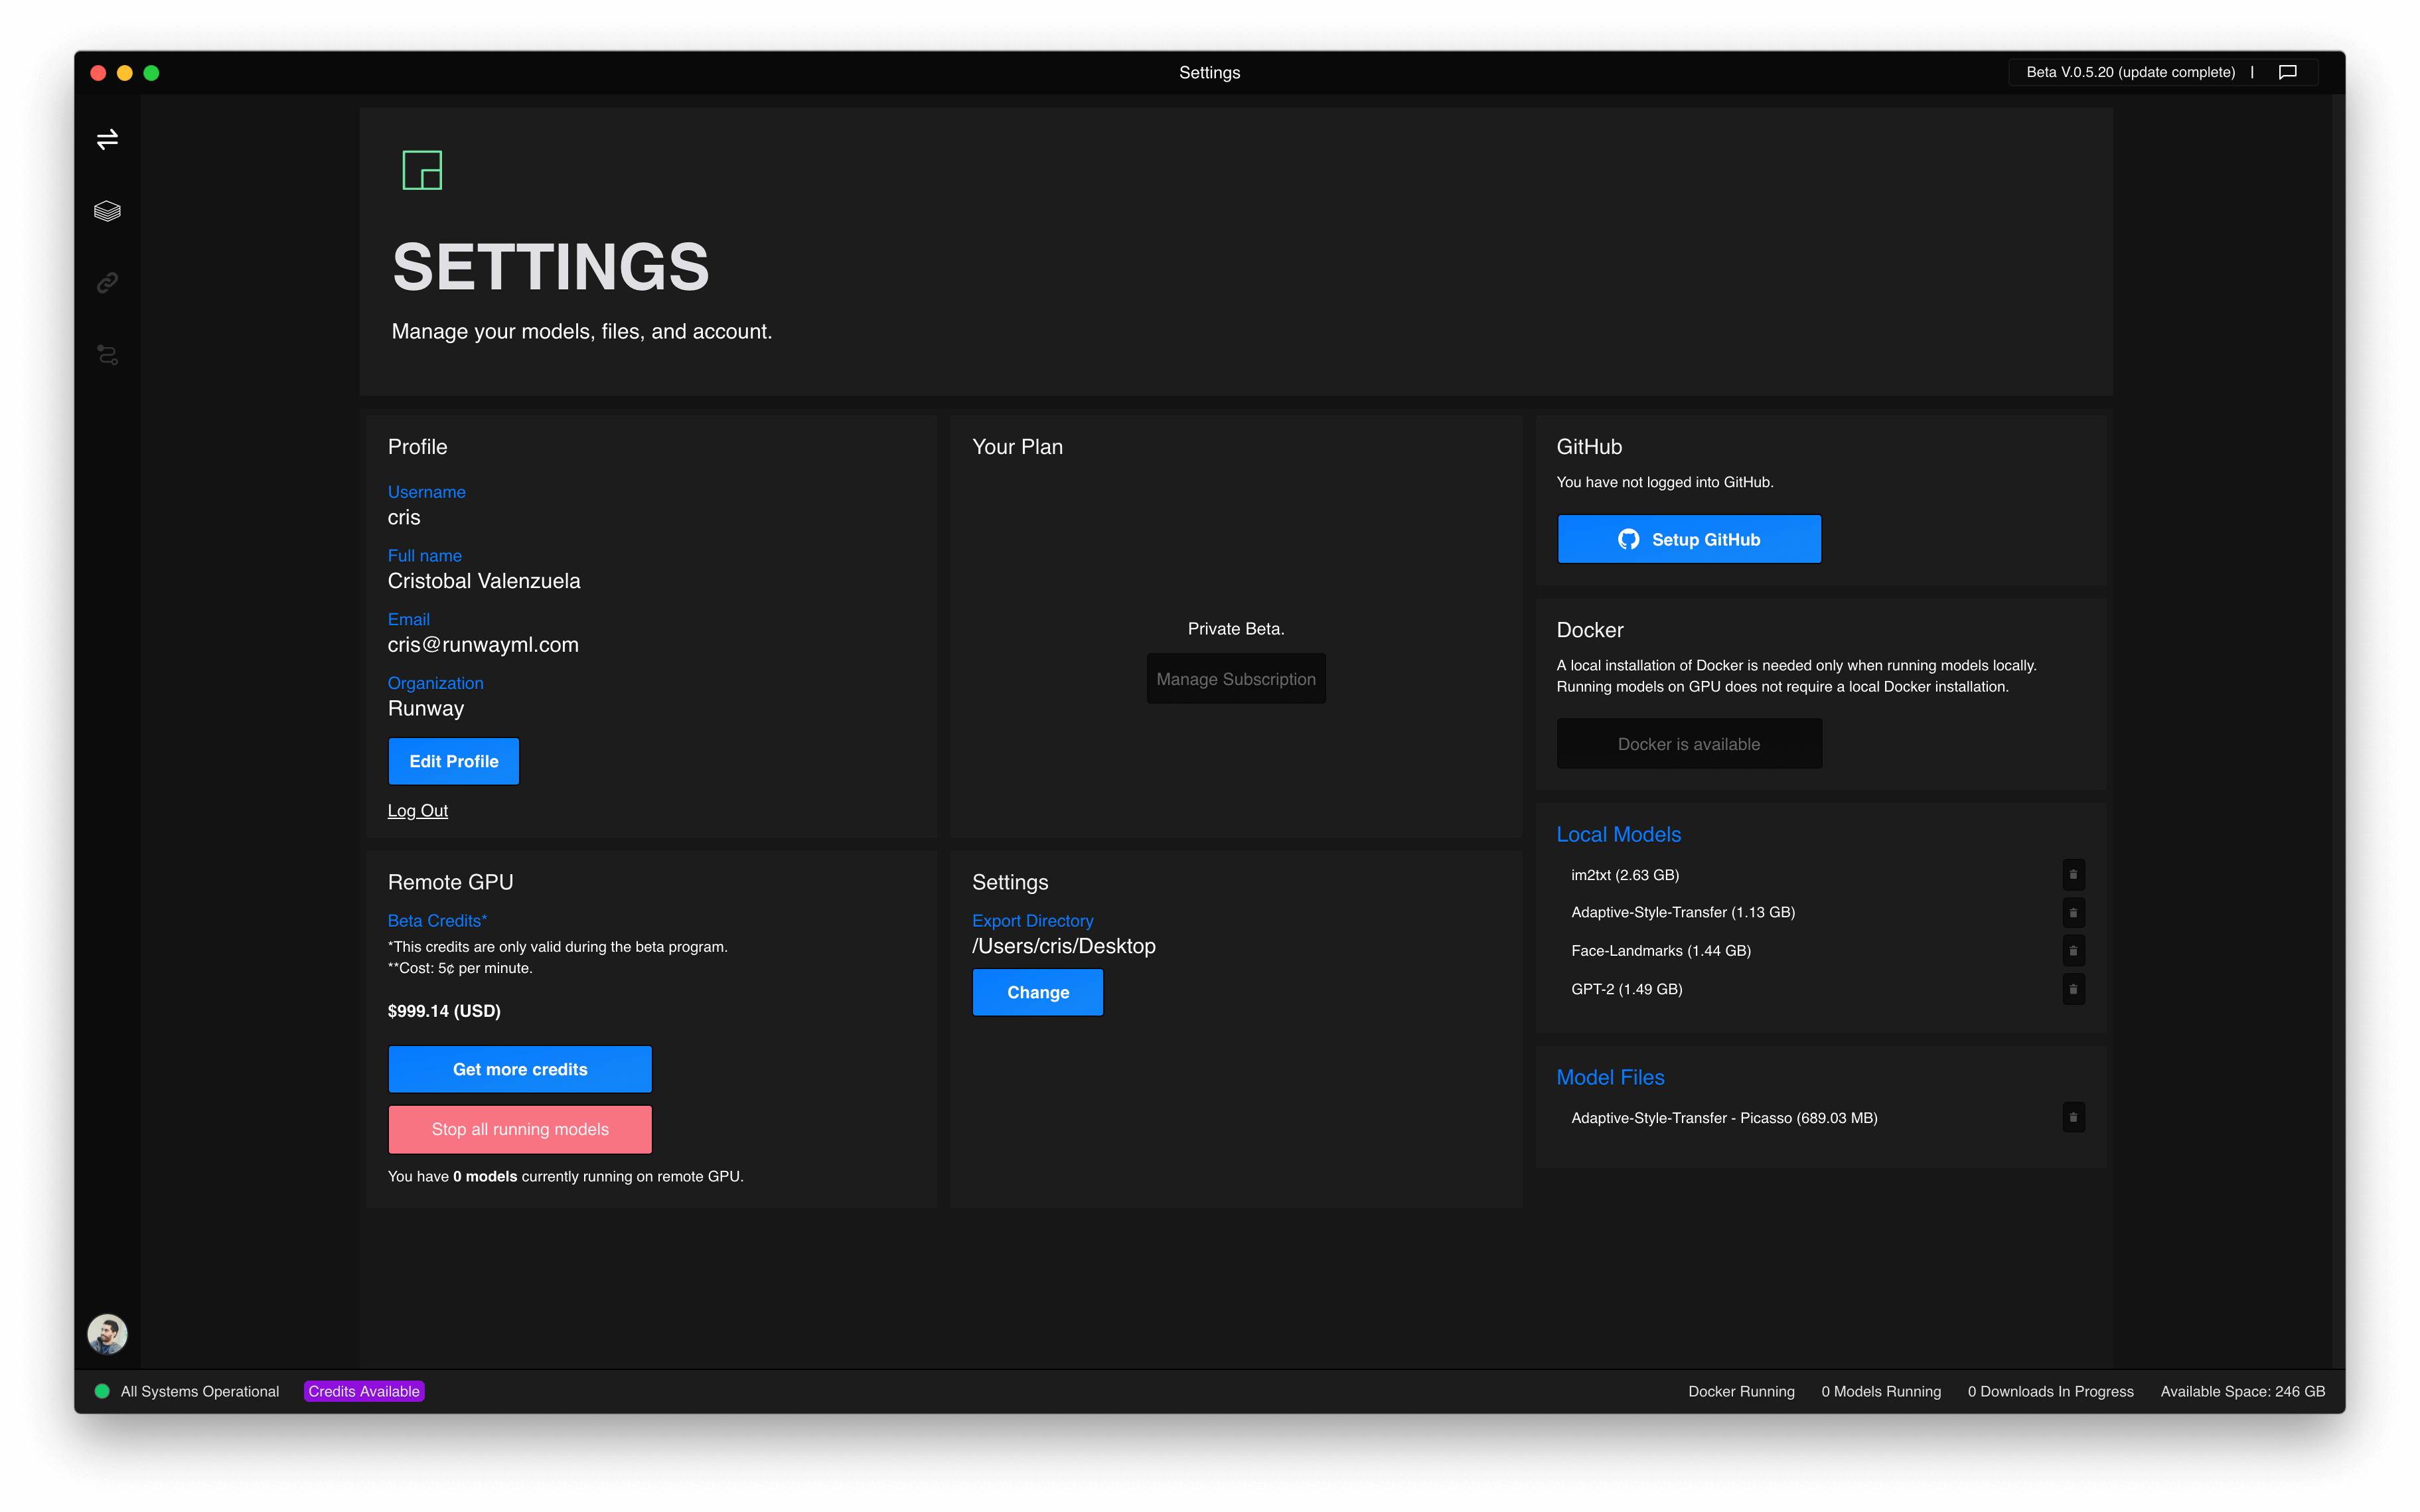 Settings
Beta V.0.5.20 (update complete) |
SETTINGS
Manage your models, files, and account.
Profile
Username
cris
Full name
Cristobal Valenzuela
Email
cris@runwayml.com
Organization
Runway
Edit Profile
Log Out
Your Plan
Private Beta.
Manage Subscription
GitHub
You have not logged into GitHub.
Setup GitHub
Docker
A local installation of Docker is needed only when running models locally.
Running models on GPU does not require a local Docker installation.
Docker is available
Local Models
im2txt (2.63 GB)
Adaptive-Style-Transfer (1.13 GB)
Face-Landmarks (1.44 GB)
GPT-2 (1.49 GB)
Model Files
Adaptive-Style-Transfer - Picasso (689.03 MB)
Remote GPU
Beta Credits*
*This credits are only valid during the beta program.
**Cost: 5¢ per minute.
$999.14 (USD)
Get more credits
Stop all running models
You have 0 models currently running on remote GPU.
Settings
Export Directory
/Users/cris/Desktop
Change
All Systems Operational
Credits Available
Docker Running
0 Models Running
0 Downloads In Progress
Available Space: 246 GB